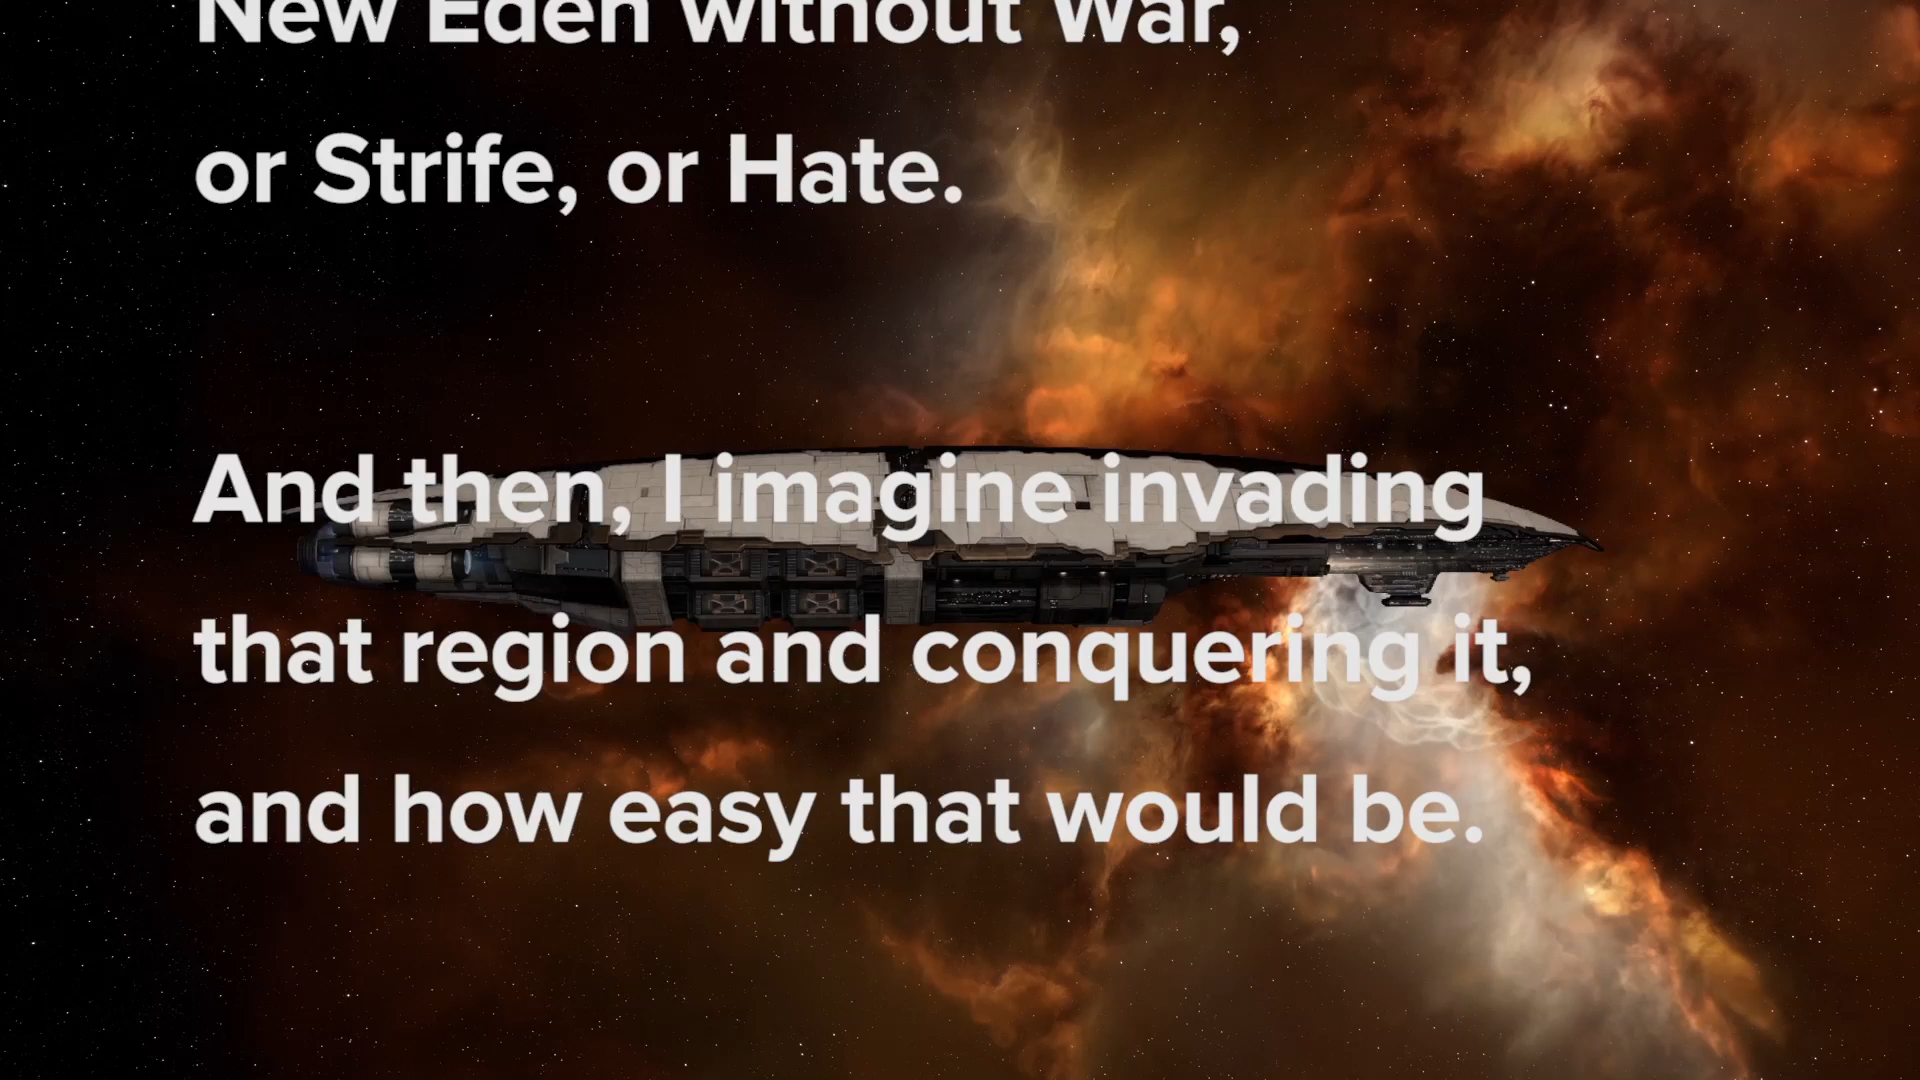 New Eden without War,
or Strife, or Hate.
And then, I imagine invading
that region and conquering it,
and how easy that would be.